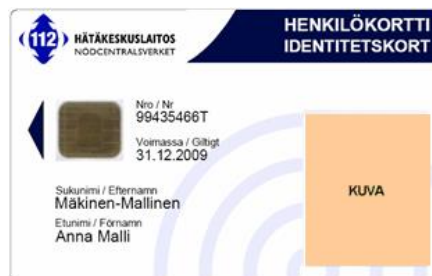 112
HÄTÄKESKUSLAITOS
NÖDCENTRALSVERKET
HENKILÖKORTTI
IDENTITETSKORT
Nro / Nr
99435466T
Voimassa / Giltigt
31.12.2009
Sukunimi / Efternamn
Mäkinen-Mallinen
Etunimi / Förnamn
Anna Malli
KUVA